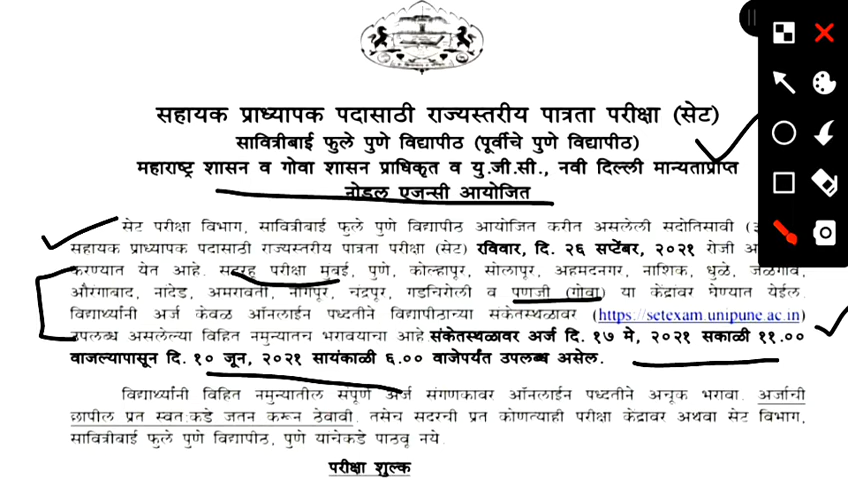 सहायक प्राध्यापक पदासाठी राज्यस्तरीय पात्रता परीक्षा (सेट)
सावित्रीबाई फुले पुणे विद्यापीठ (पूर्वीचे पुणे विद्यापीठ)
महाराष्ट्र शासन व गोवा शासन प्राधिकृत व यु.जी.सी., नवी दिल्ली मान्यताप्राप्त
नोडल एजन्सी आयोजित
सेट परीक्षा विभाग, सावित्रीबाई फुले पुणे विद्यापीठ आयोजित करीत असलेली सदोतिसावी
सहायक प्राध्यापक पदासाठी राज्यस्तरीय पात्रता परीक्षा (सेट) रविवार, दि. २६ सप्टेंबर, २०२१ रोजी
करण्यात येत आहे. सदरहू परीक्षा मुंबई, पुणे, कोल्हापूर, सोलापूर, अहमदनगर, नाशिक, धुळे, जळगाव,
औरंगाबाद, नांदेड, अमरावती, नागपूर, चंद्रपूर, गडचिरोली व पणजी (गोवा) या केंद्रांवर घेण्यात येईल.
विद्यार्थ्यांनी अर्ज केवळ ऑनलाईन पध्दतीने विद्यापीठाच्या संकेतस्थळावर (https://setexam.unipune.ac.in)
उपलब्ध असलेल्या विहित नमुन्यातच भरावयाचा आहे संकेतस्थळावर अर्ज दि. १७ मे, २०२१ सकाळी ११.००
वाजल्यापासून दि. १० जून, २०२१ सायंकाळी ६.०० वाजेपर्यंत उपलब्ध असेल.
विद्यार्थ्यांनी विहित नमुन्यातील संपूर्ण अर्ज संगणकावर ऑनलाईन पध्दतीने अचूक भरावा. अर्जाची
छापील प्रत स्वत:कडे जतन करून ठेवावी. तसेच सदरची प्रत कोणत्याही परीक्षा केंद्रावर अथवा सेट विभाग,
सावित्रीबाई फुले पुणे विद्यापीठ, पुणे यांचेकडे पाठवू नये.
परीक्षा शुल्क